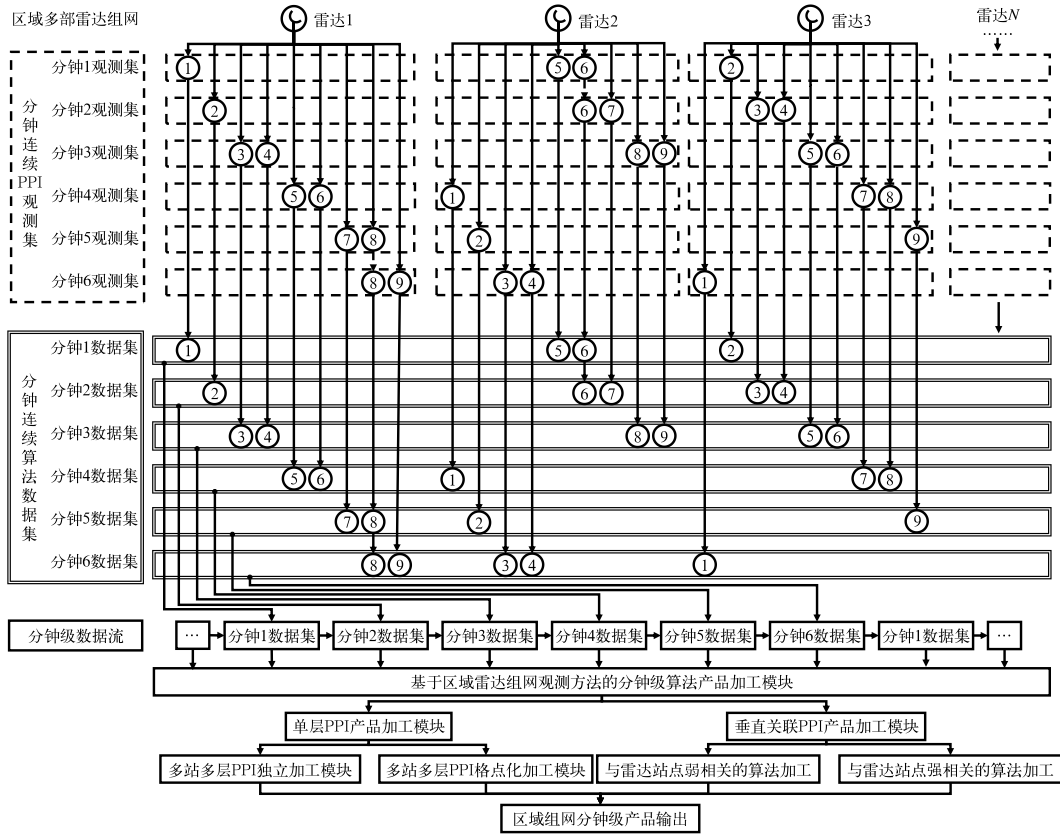 区域多部雷达组网 雷达1 雷达2 雷达3 雷达N
……
分钟连续PPI观测集
分钟1观测集 1 5 6 2
分钟2观测集 2 6 7 3 4
分钟3观测集 3 4 8 9 5 6
分钟4观测集 5 6 1 7 8
分钟5观测集 7 8 2 9
分钟6观测集 8 9 3 4 1
分钟连续算法数据集
分钟1数据集 1 5 6 2
分钟2数据集 2 6 7 3 4
分钟3数据集 3 4 8 9 5 6
分钟4数据集 5 6 1 7 8
分钟5数据集 7 8 2 9
分钟6数据集 8 9 3 4 1
分钟级数据流 … 分钟1数据集 分钟2数据集 分钟3数据集 分钟4数据集 分钟5数据集 分钟6数据集 分钟1数据集 …
基于区域雷达组网观测方法的分钟级算法产品加工模块
单层PPI产品加工模块 垂直关联PPI产品加工模块
多站多层PPI独立加工模块 多站多层PPI格点化加工模块 与雷达站点弱相关的算法加工 与雷达站点强相关的算法加工
区域组网分钟级产品输出